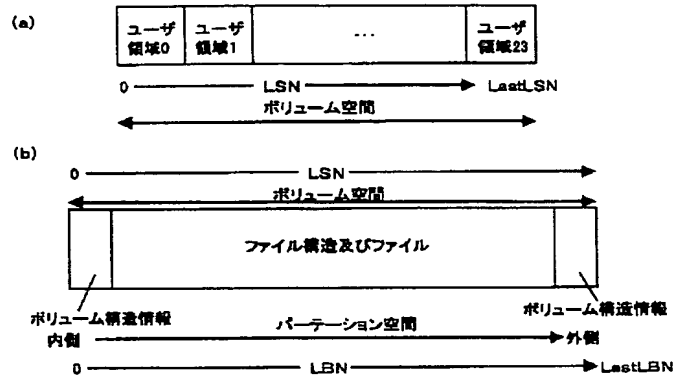 (a)
ユーザ
領域0
ユーザ
領域1
...
ユーザ
領域23
0 LSN LastLSN
ボリューム空間
(b)
0 LSN
ボリューム空間
ファイル構造及びファイル
ボリューム構造情報
ボリューム構造情報
内側 パーテーション空間 外側
0 LBN LastLBN